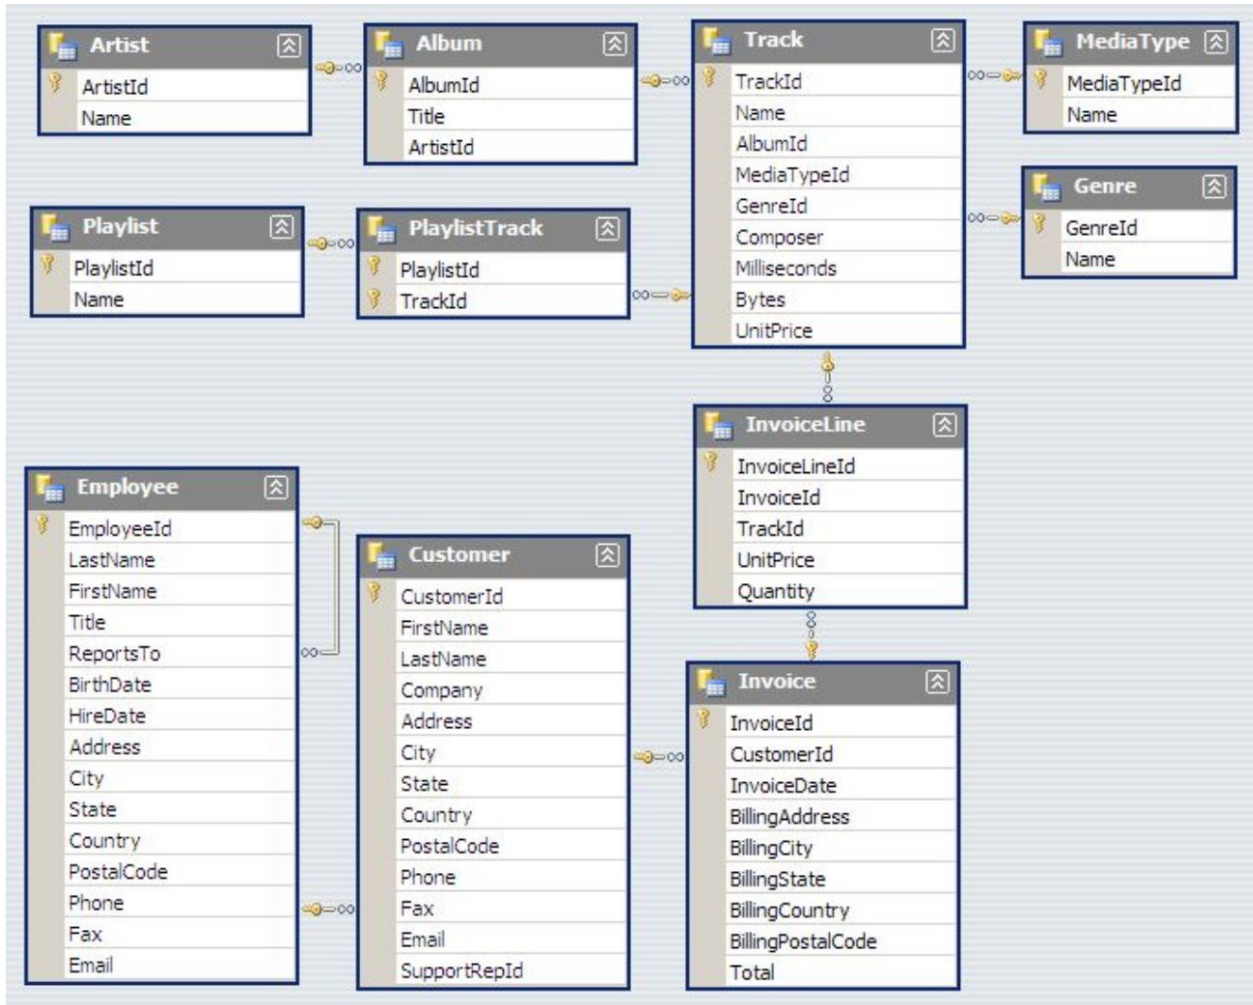 Artist
ArtistId
Name
Album
AlbumId
Title
ArtistId
Track
TrackId
Name
AlbumId
MediaTypeId
GenreId
Composer
Milliseconds
Bytes
UnitPrice
MediaType
MediaTypeId
Name
Genre
GenreId
Name
Playlist
PlaylistId
Name
PlaylistTrack
PlaylistId
TrackId
InvoiceLine
InvoiceLineId
InvoiceId
TrackId
UnitPrice
Quantity
Employee
EmployeeId
LastName
FirstName
Title
ReportsTo
BirthDate
HireDate
Address
City
State
Country
PostalCode
Phone
Fax
Email
Customer
CustomerId
FirstName
LastName
Company
Address
City
State
Country
PostalCode
Phone
Fax
Email
SupportRepId
Invoice
InvoiceId
CustomerId
InvoiceDate
BillingAddress
BillingCity
BillingState
BillingCountry
BillingPostalCode
Total